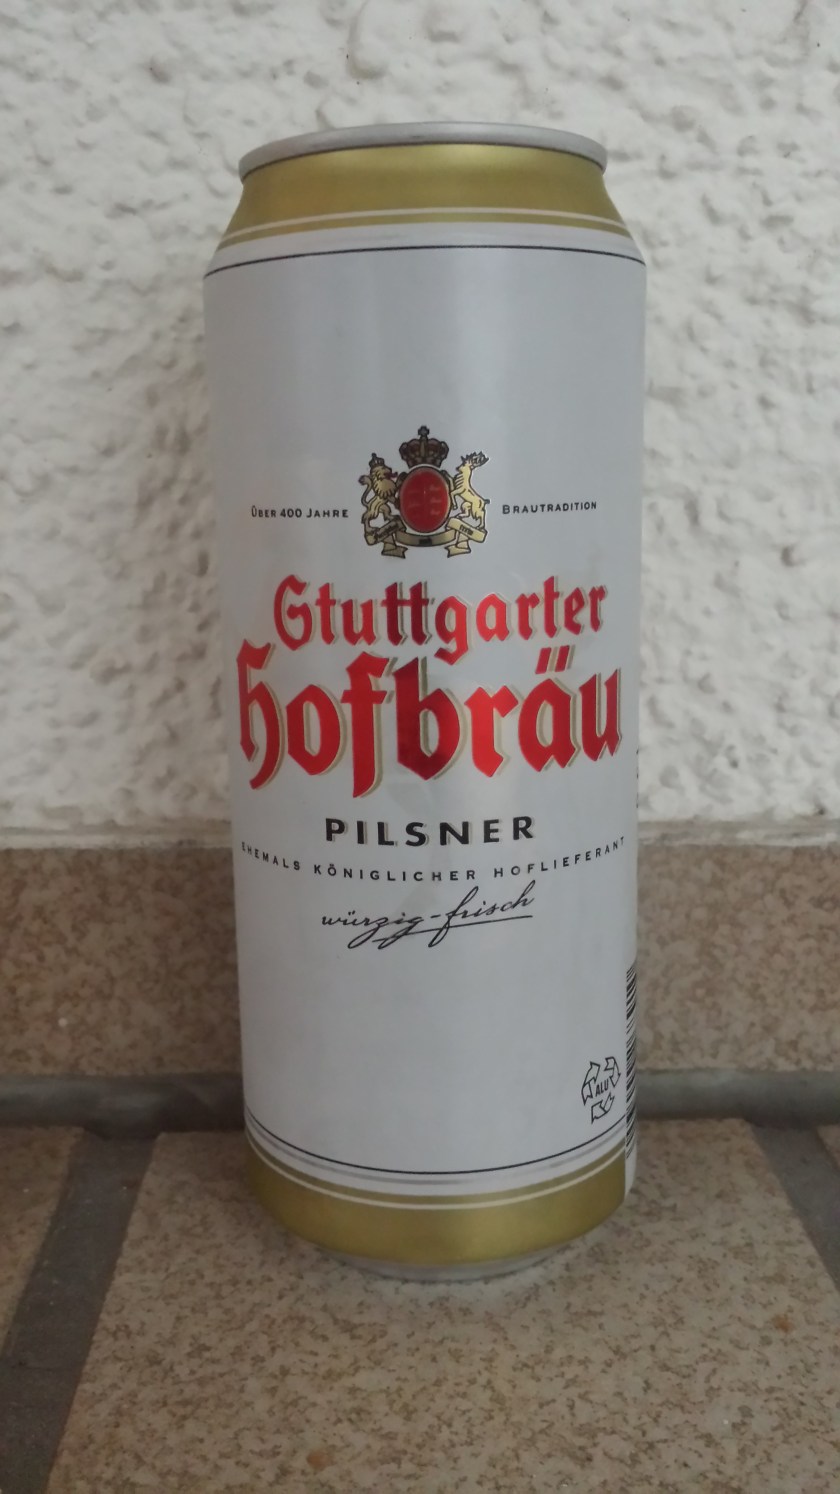 ÜBER 400 JAHRE BRAUTRADITION
Stuttgarter
Hofbräu
PILSNER
EHEMALS KÖNIGLICHER HOFLIEFERANT
würzig-frisch
ALU